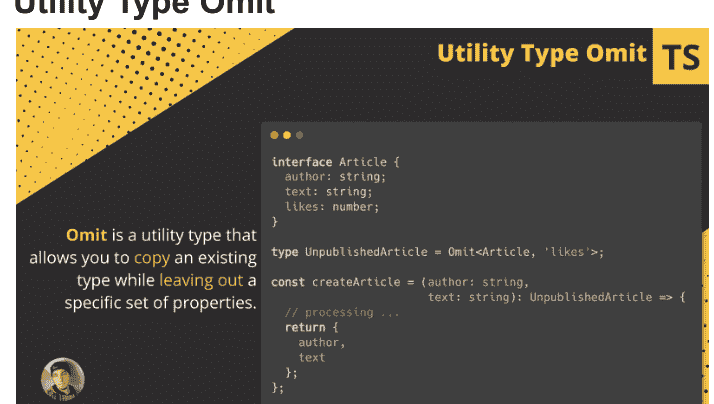 Utility Type Omit
Utility Type Omit
TS
Omit is a utility type that
allows you to copy an existing
type while leaving out a
specific set of properties.
interface Article {
  author: string;
  text: string;
  likes: number;
}
type UnpublishedArticle = Omit<Article, 'likes'>;
const createArticle = (author: string,
                       text: string): UnpublishedArticle => {
  // processing ...
  return {
    author,
    text
  };
};